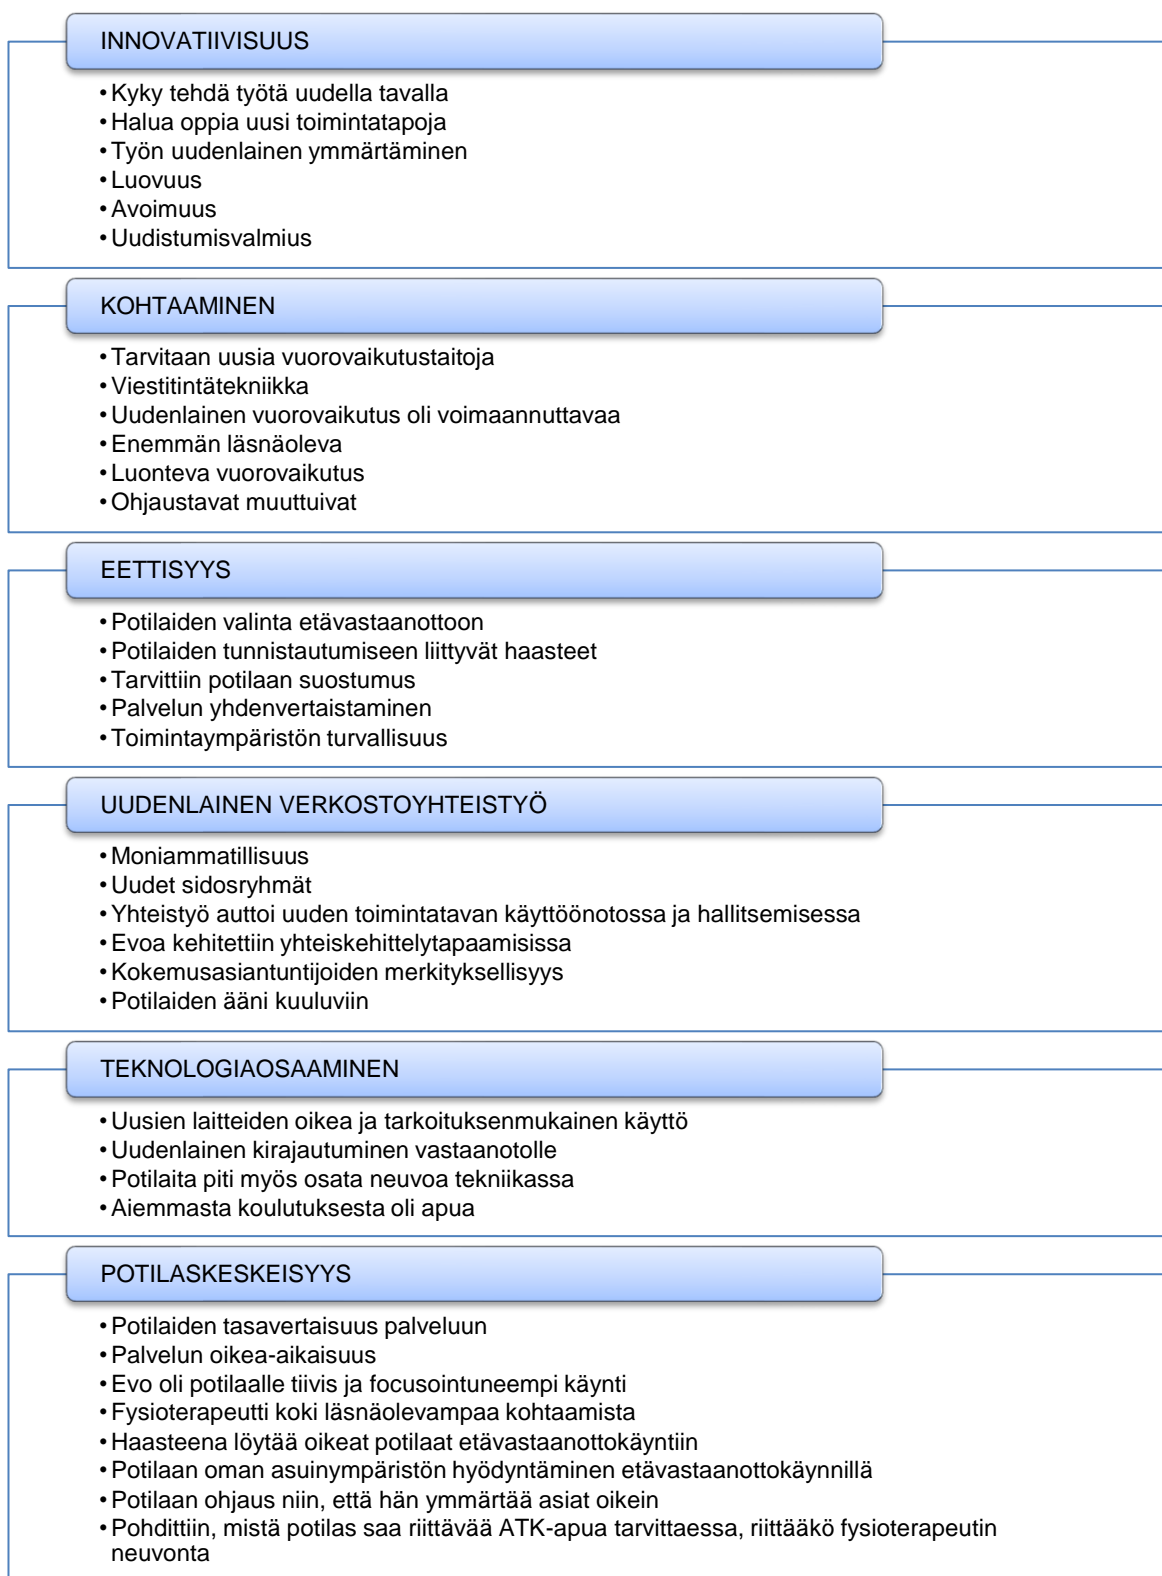 INNOVATIIVISUUS
•Kyky tehdä työtä uudella tavalla
•Halua oppia uusi toimintatapoja
•Työn uudenlainen ymmärtäminen
•Luovuus
•Avoimuus
•Uudistumisvalmius
KOHTAAMINEN
•Tarvitaan uusia vuorovaikutustaitoja
•Viestitintätekniikka
•Uudenlainen vuorovaikutus oli voimaannuttavaa
•Enemmän läsnäoleva
•Luonteva vuorovaikutus
•Ohjaustavat muuttuivat
EETTISYYS
•Potilaiden valinta etävastaanottoon
•Potilaiden tunnistautumiseen liittyvät haasteet
•Tarvittiin potilaan suostumus
•Palvelun yhdenvertaistaminen
•Toimintaympäristön turvallisuus
UUDENLAINEN VERKOSTOYHTEISTYÖ
•Moniammatillisuus
•Uudet sidosryhmät
•Yhteistyö auttoi uuden toimintatavan käyttöönotossa ja hallitsemisessa
•Evoa kehitettiin yhteiskehittelytapaamisissa
•Kokemusasiantuntijoiden merkityksellisyys
•Potilaiden ääni kuuluviin
TEKNOLOGIAOSAAMINEN
•Uusien laitteiden oikea ja tarkoituksenmukainen käyttö
•Uudenlainen kirajautuminen vastaanotolle
•Potilaita piti myös osata neuvoa tekniikassa
•Aiemmasta koulutuksesta oli apua
POTILASKESKEISYYS
•Potilaiden tasavertaisuus palveluun
•Palvelun oikea-aikaisuus
•Evo oli potilaalle tiivis ja focusointuneempi käynti
•Fysioterapeutti koki läsnäolevampaa kohtaamista
•Haasteena löytää oikeat potilaat etävastaanottokäyntiin
•Potilaan oman asuinympäristön hyödyntäminen etävastaanottokäynnillä
•Potilaan ohjaus niin, että hän ymmärtää asiat oikein
•Pohdittiin, mistä potilas saa riittävää ATK-apua tarvittaessa, riittääkö fysioterapeutin
neuvonta